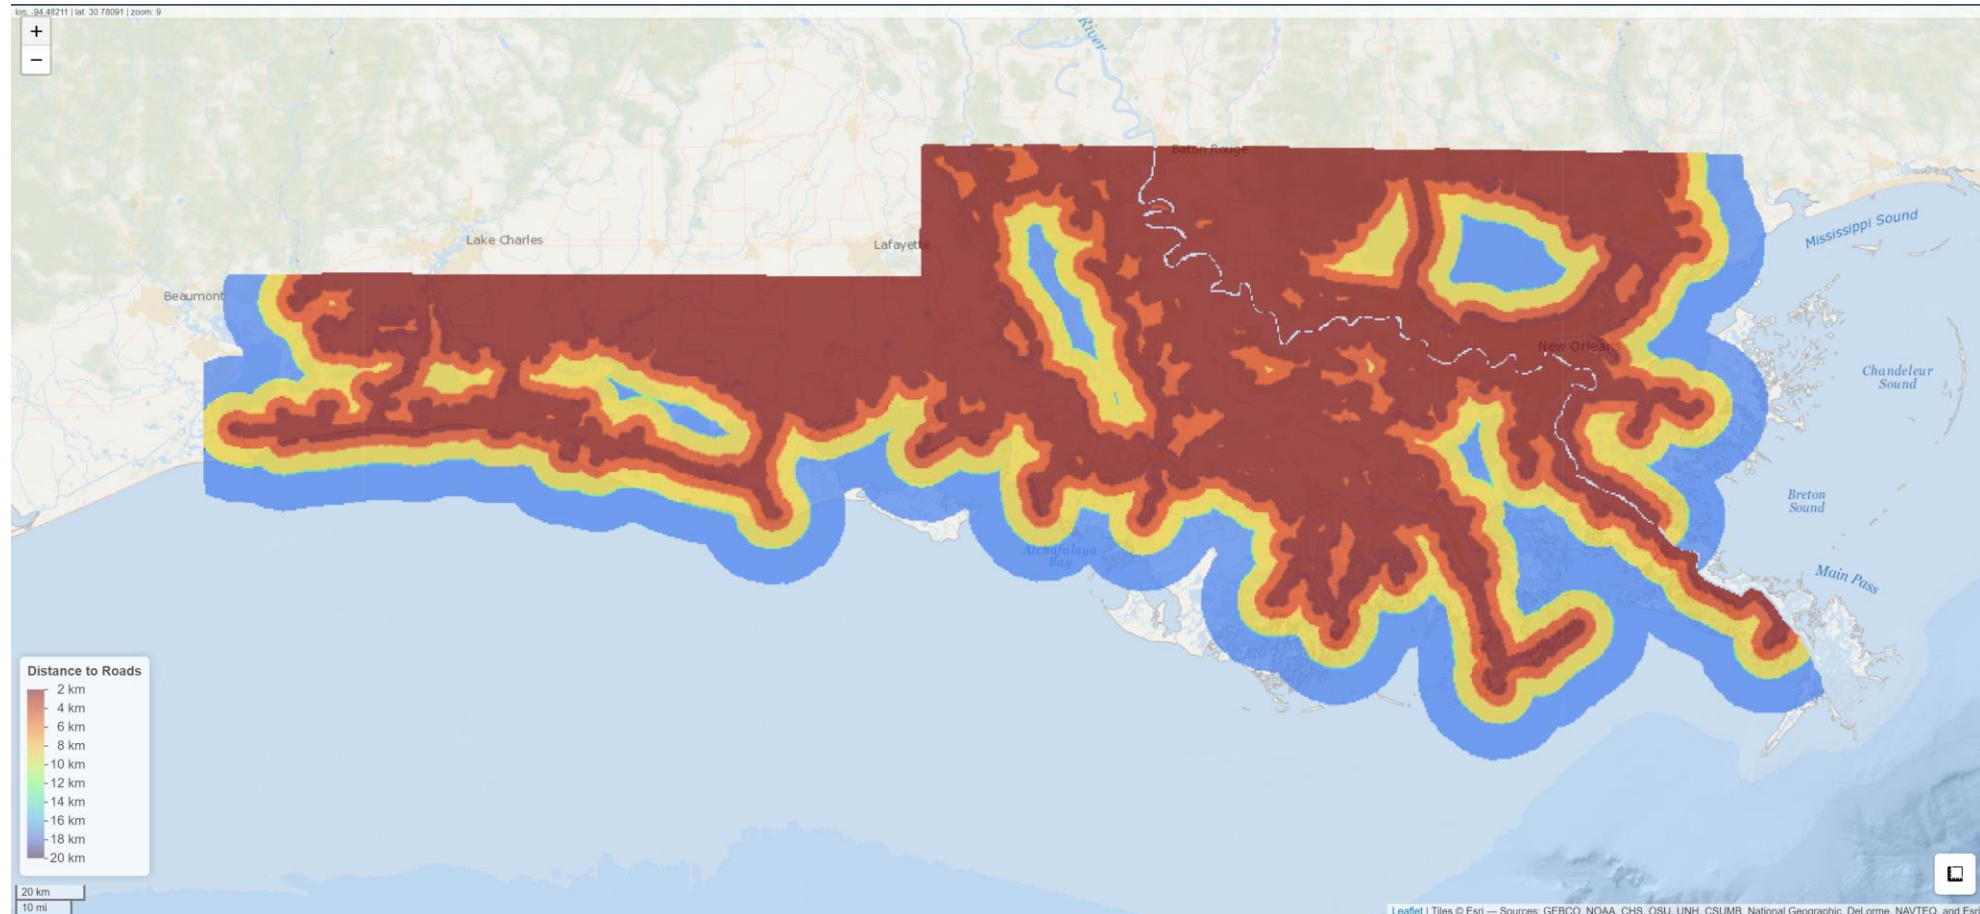 lon: -94.48211 | lat: 30.78091 | zoom: 9
+
−
River
Baton Rouge
Mississippi Sound
Lake Charles
Lafayette
Beaumont
New Orleans
Chandeleur
Sound
Breton
Sound
Atchafalaya
Bay
Main Pass
Distance to Roads
2 km
4 km
6 km
8 km
10 km
12 km
14 km
16 km
18 km
20 km
20 km
10 mi
Leaflet | Tiles © Esri — Sources: GEBCO, NOAA, CHS, OSU, UNH, CSUMB, National Geographic, DeLorme, NAVTEQ, and Esri